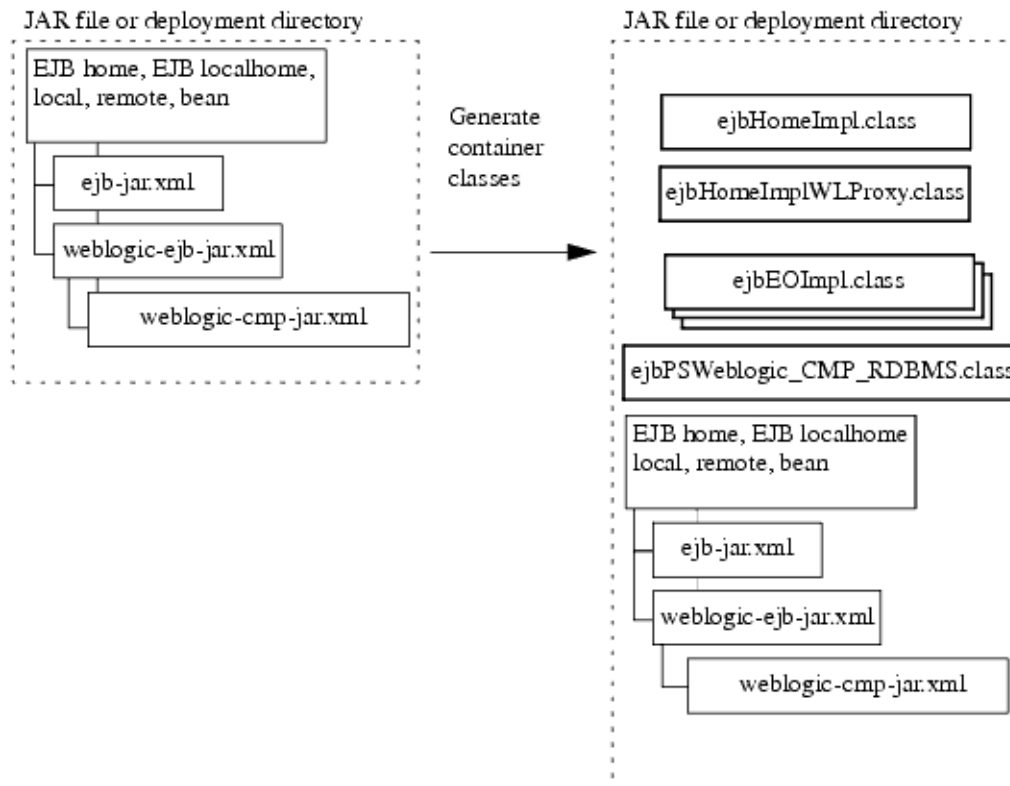 JAR file or deployment directory
EJB home, EJB localhome,
local, remote, bean
ejb-jar.xml
weblogic-ejb-jar.xml
weblogic-cmp-jar.xml
Generate
container
classes
JAR file or deployment directory
ejbHomeImpl.class
ejbHomeImplWLProxy.class
ejbEOImpl.class
ejbPSWeblogic_CMP_RDBMS.class
EJB home, EJB localhome
local, remote, bean
ejb-jar.xml
weblogic-ejb-jar.xml
weblogic-cmp-jar.xml